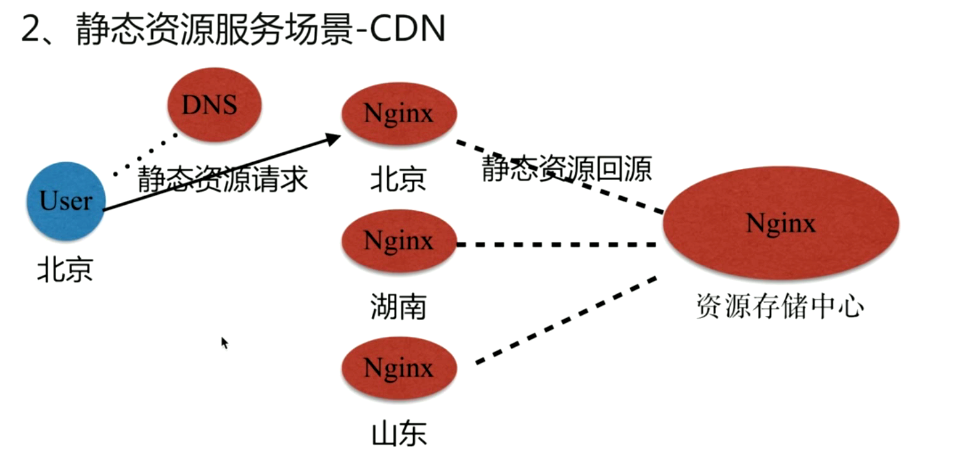 2、静态资源服务场景-CDN
DNS
Nginx
静态资源请求
北京
静态资源回源
User
北京
Nginx
湖南
Nginx
资源存储中心
Nginx
山东